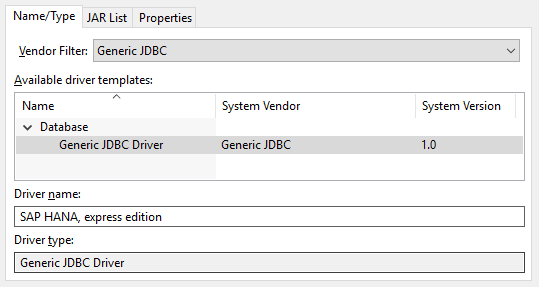 Name/Type JAR List Properties
Vendor Filter: Generic JDBC
Available driver templates:
Name System Vendor System Version
Database
Generic JDBC Driver Generic JDBC 1.0
Driver name:
SAP HANA, express edition
Driver type:
Generic JDBC Driver